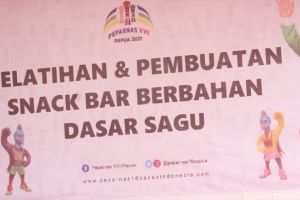 PEPARNAS XVI
PAPUA 2021
ELATIHAN & PEMBUATAN
SNACK BAR BERBAHAN
DASAR SAGU
Peparnas XVI Papua
@peparnas16papua